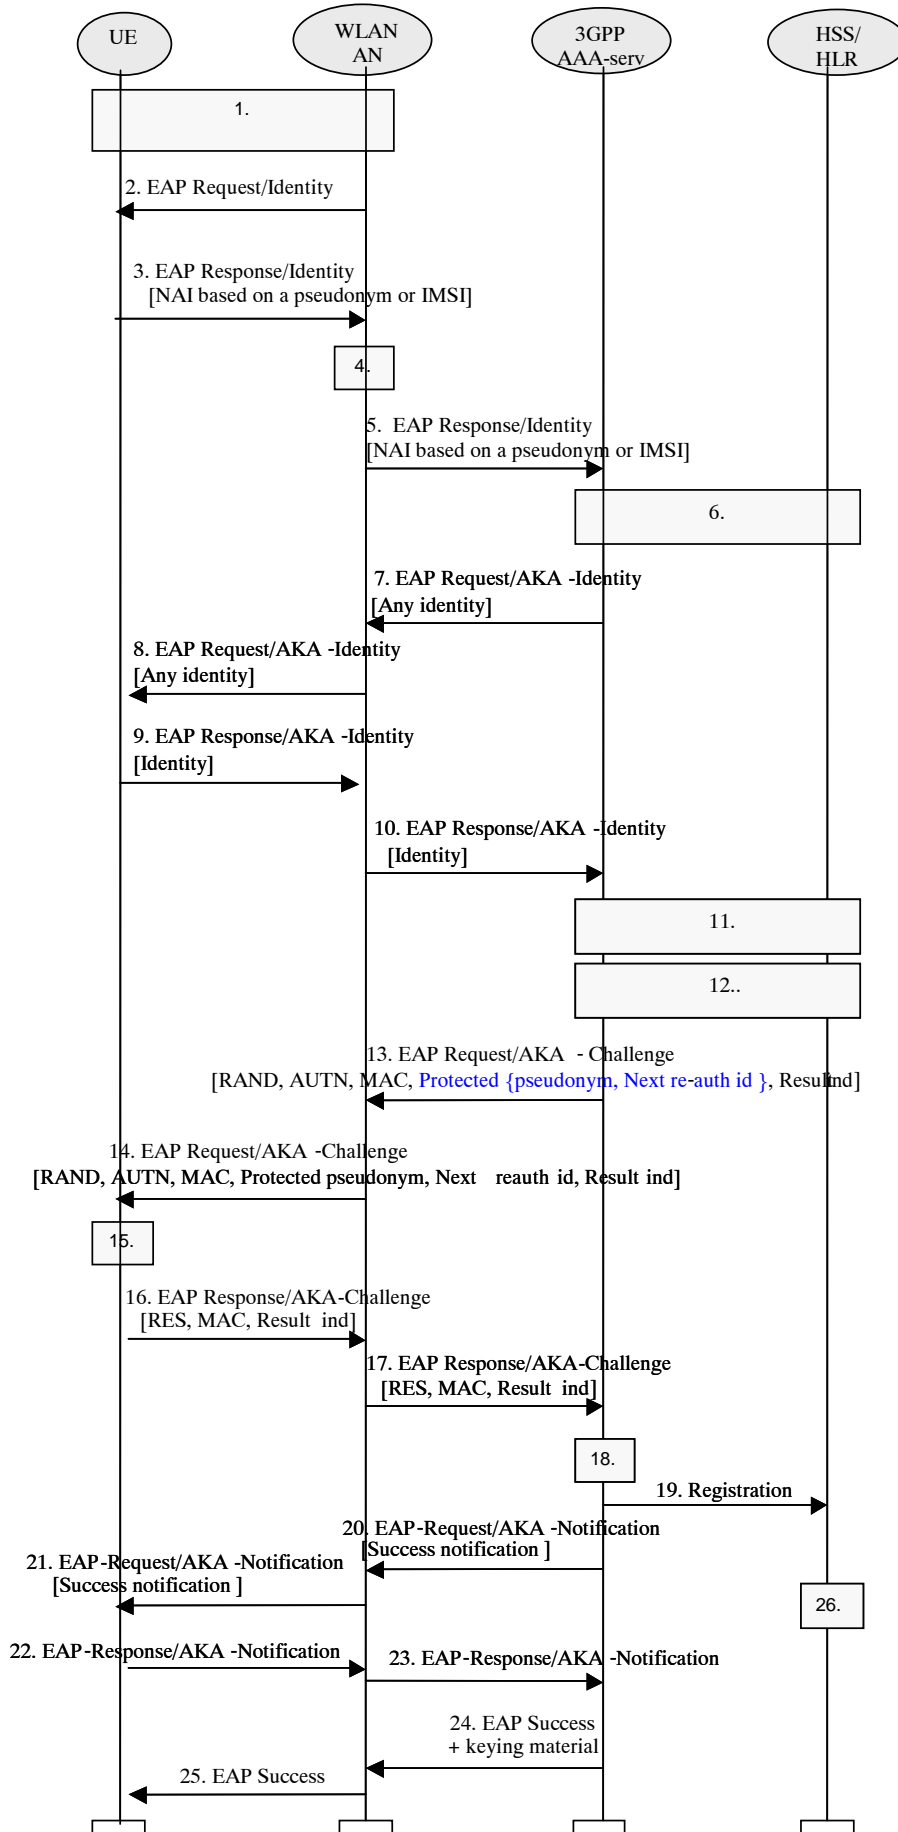 UE
WLAN
AN
3GPP
AAA-serv
HSS/
HLR
1.
2. EAP Request/Identity
3. EAP Response/Identity
[NAI based on a pseudonym or IMSI]
4.
5. EAP Response/Identity
[NAI based on a pseudonym or IMSI]
6.
7. EAP Request/AKA -Identity
[Any identity]
8. EAP Request/AKA -Identity
[Any identity]
9. EAP Response/AKA -Identity
[Identity]
10. EAP Response/AKA -Identity
[Identity]
11.
12..
13. EAP Request/AKA - Challenge
[RAND, AUTN, MAC, Protected {pseudonym, Next re-auth id }, Result ind]
14. EAP Request/AKA -Challenge
[RAND, AUTN, MAC, Protected pseudonym, Next reauth id, Result ind]
15.
16. EAP Response/AKA-Challenge
[RES, MAC, Result ind]
17. EAP Response/AKA-Challenge
[RES, MAC, Result ind]
18.
19. Registration
20. EAP-Request/AKA -Notification
[Success notification ]
21. EAP-Request/AKA -Notification
[Success notification ]
26.
22. EAP-Response/AKA -Notification
23. EAP-Response/AKA -Notification
24. EAP Success
+ keying material
25. EAP Success